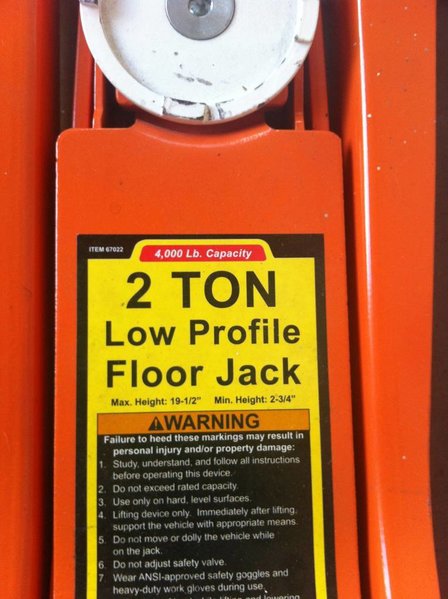 ITEM 67022
4,000 Lb. Capacity
2 TON
Low Profile
Floor Jack
Max. Height: 19-1/2" Min. Height: 2-3/4"
WARNING
Failure to heed these markings may result in
personal injury and/or property damage:
1. Study, understand, and follow all instructions
before operating this device.
2. Do not exceed rated capacity.
3. Use only on hard, level surfaces.
4. Lifting device only. Immediately after lifting,
support the vehicle with appropriate means.
5. Do not move or dolly the vehicle while
on the jack.
6. Do not adjust safety valve.
7. Wear ANSI-approved safety goggles and
heavy-duty work gloves during use.
lifting and lowering